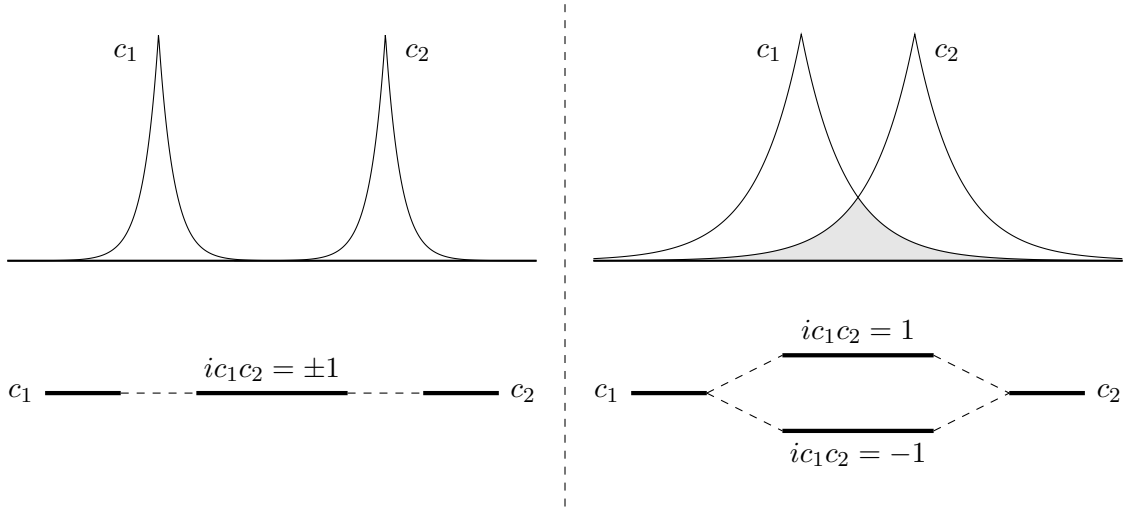 c₁
c₂
c₁
c₂
ic₁c₂ = ±1
c₁
c₂
ic₁c₂ = 1
c₁
c₂
ic₁c₂ = −1